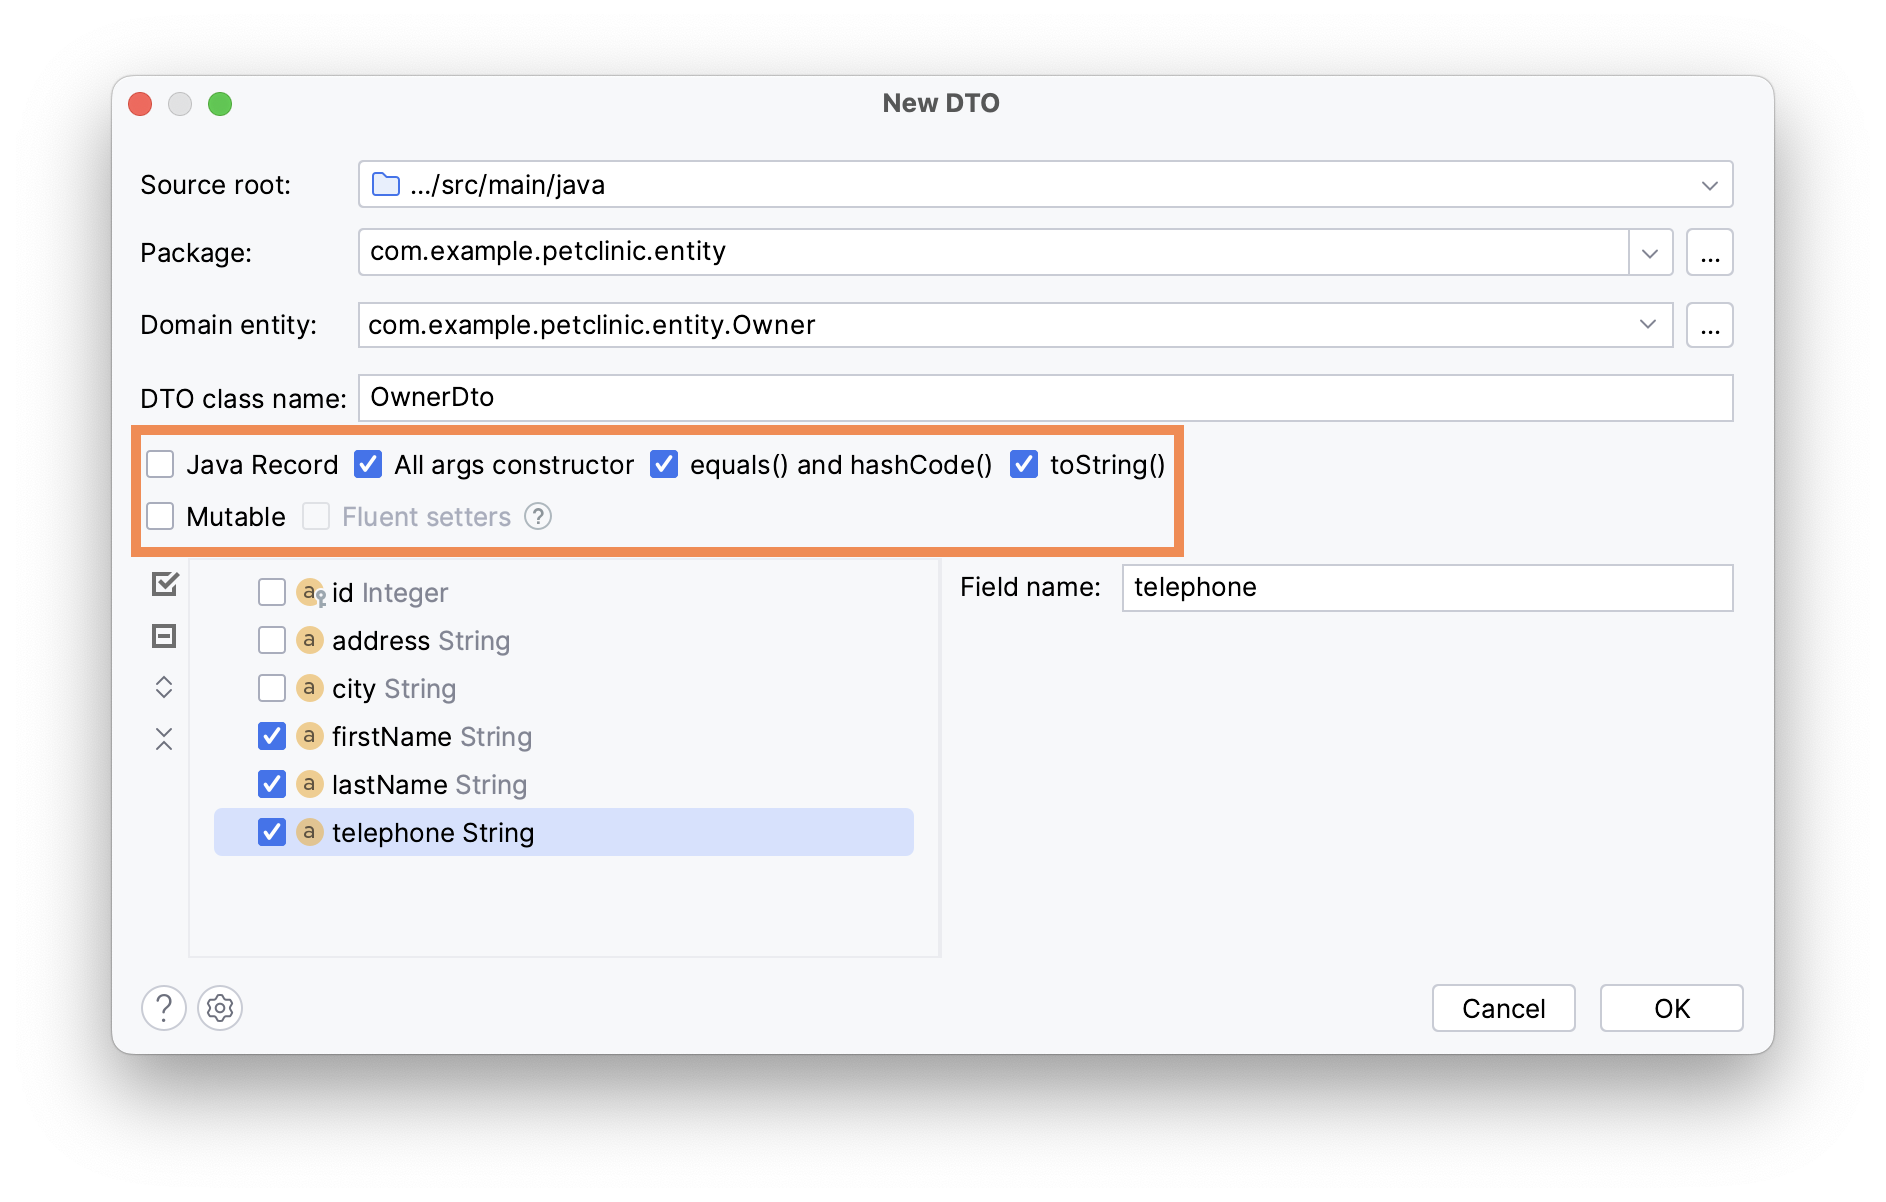 New DTO
Source root: .../src/main/java
Package: com.example.petclinic.entity ...
Domain entity: com.example.petclinic.entity.Owner ...
DTO class name: OwnerDto
Java Record All args constructor equals() and hashCode() toString()
Mutable Fluent setters ?
a id Integer
Field name: telephone
a address String
a city String
a firstName String
a lastName String
a telephone String
? Cancel OK